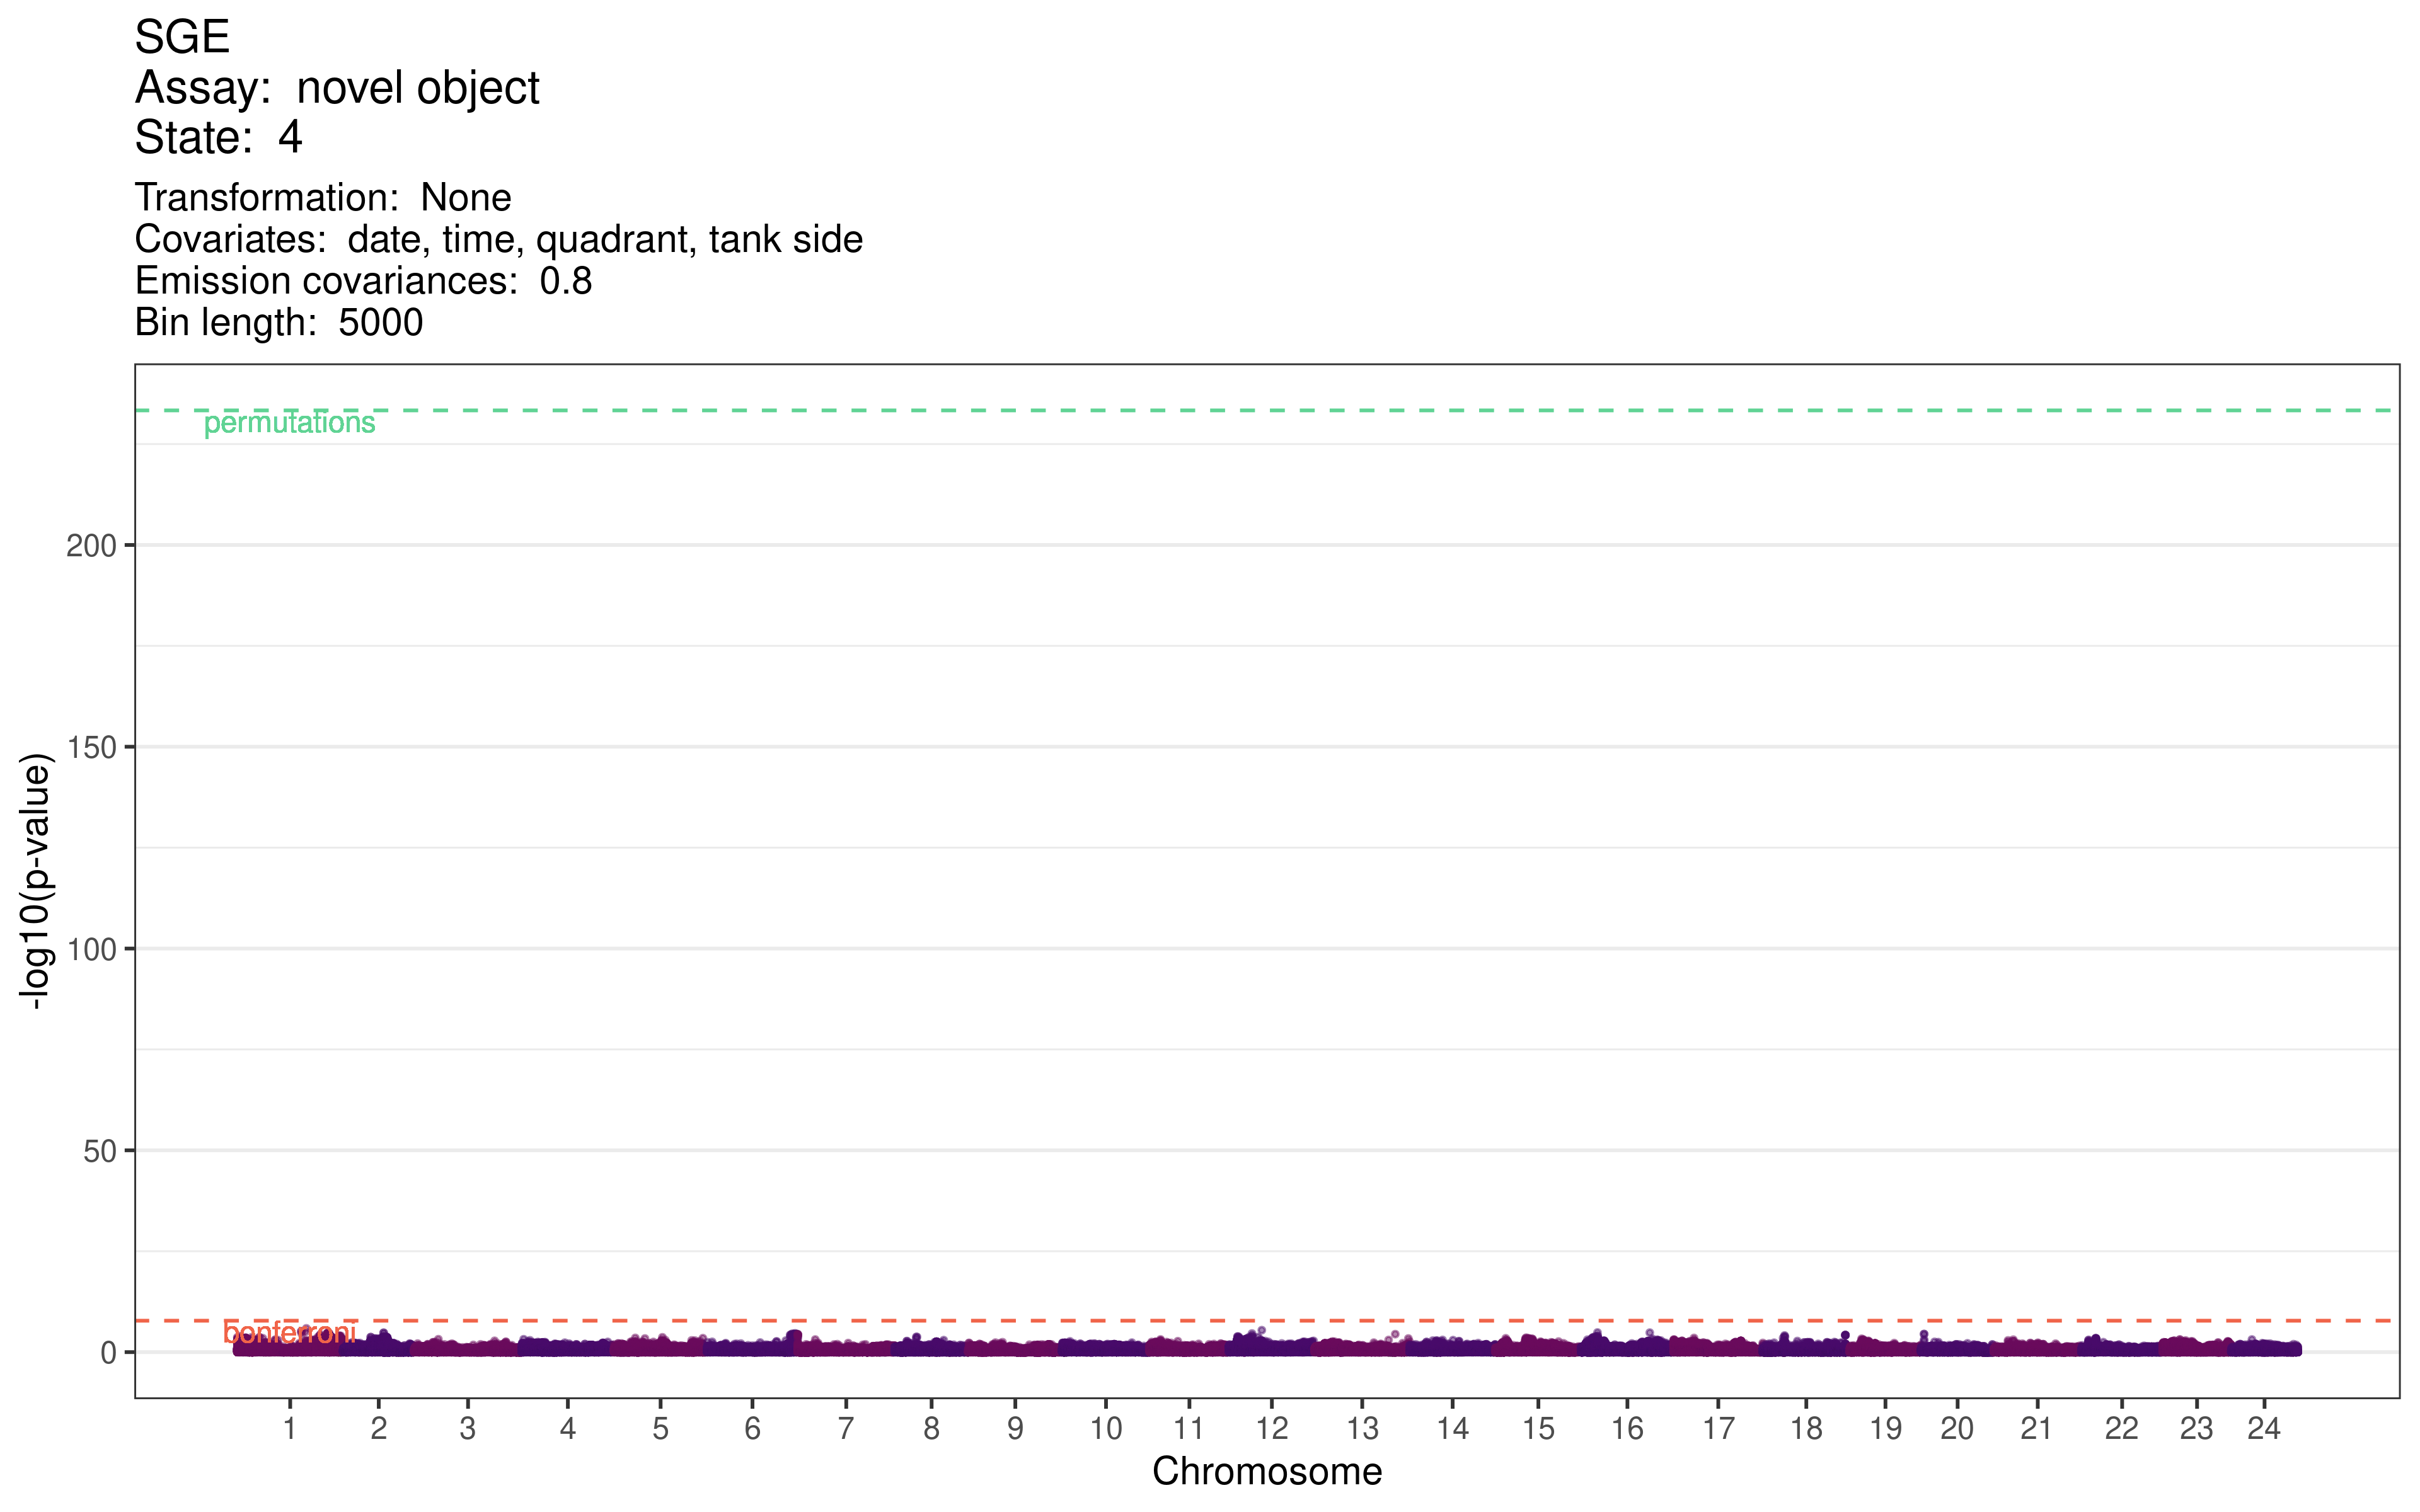 SGE
Assay:  novel object
State:  4
Transformation:  None
Covariates:  date, time, quadrant, tank side
Emission covariances:  0.8
Bin length:  5000
permutations
200
150
100
50
0
-log10(p-value)
bonferroni
1 2 3 4 5 6 7 8 9 10 11 12 13 14 15 16 17 18 19 20 21 22 23 24
Chromosome